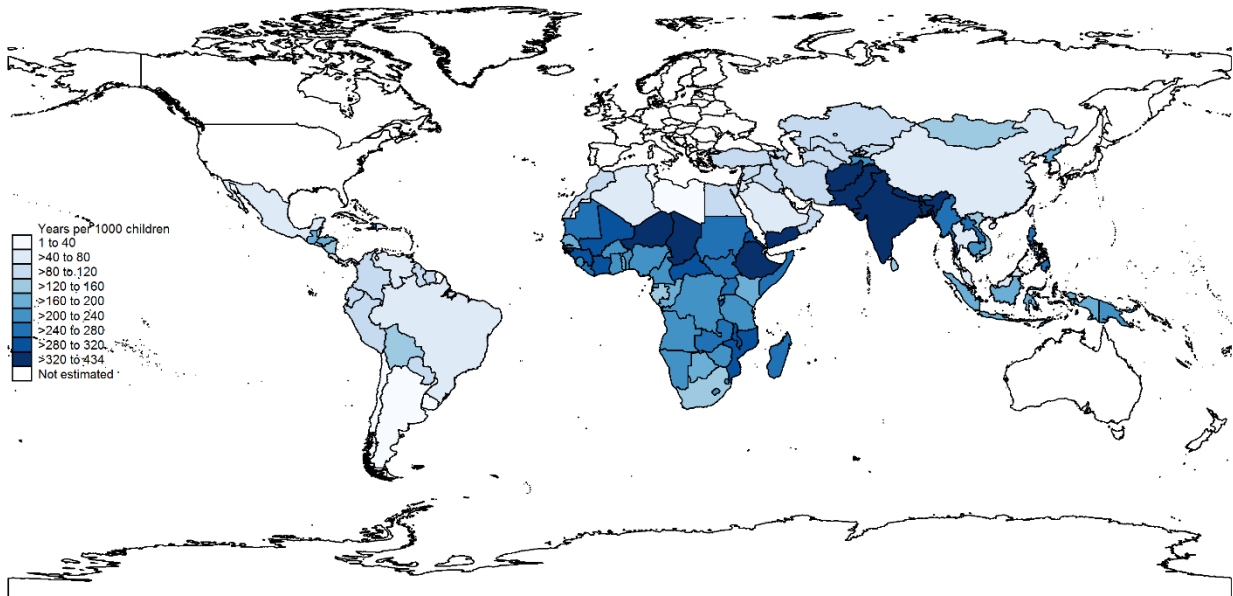 Years per 1000 children
1 to 40
>40 to 80
>80 to 120
>120 to 160
>160 to 200
>200 to 240
>240 to 280
>280 to 320
>320 to 434
Not estimated